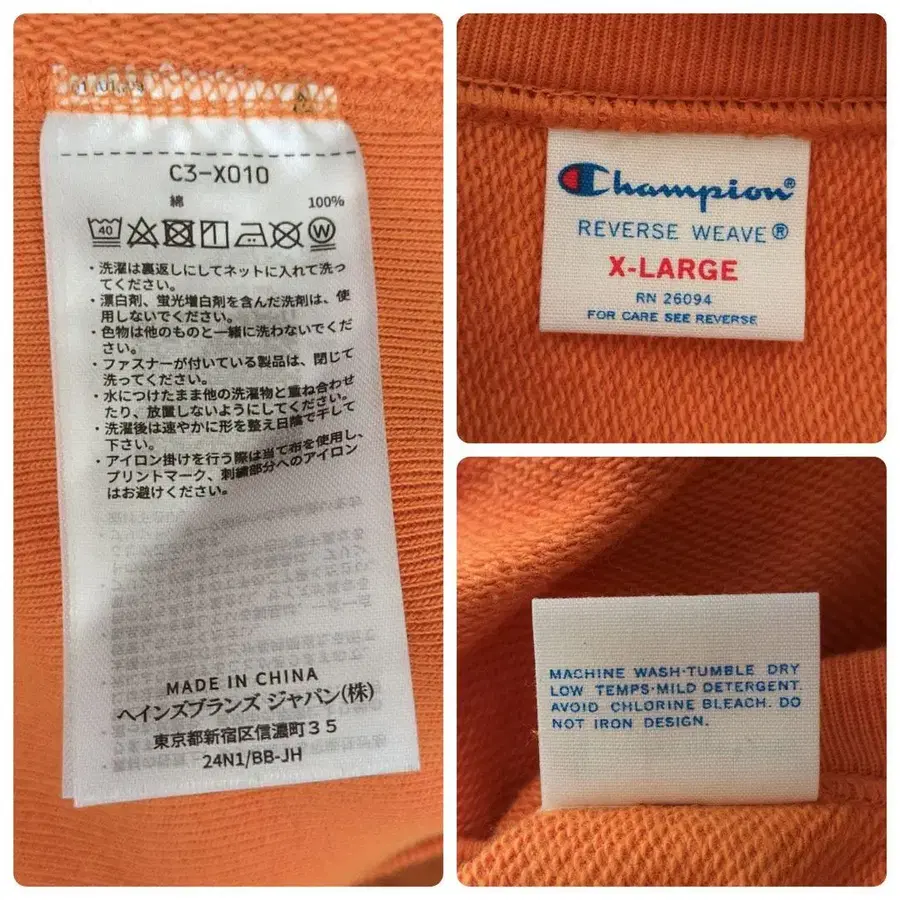 C3-X010
綿 100%
40
・洗濯は裏返しにしてネットに入れて洗っ
てください。
・漂白剤、蛍光増白剤を含んだ洗剤は、使
用しないでください。
・色物は他のものと一緒に洗わないでくだ
さい。
・ファスナーが付いている製品は、閉じて
洗ってください。
・水につけたまま他の洗濯物と重ね合わせ
たり、放置しないようにしてください。
・洗濯後は速やかに形を整え日陰で干して
下さい。
・アイロン掛けを行う際は当て布を使用し、
プリントマーク、刺繍部分へのアイロン
はお避けください。
MADE IN CHINA
ヘインズブランズ ジャパン(株)
東京都新宿区信濃町35
24N1/BB-JH
Champion®
REVERSE WEAVE®
X-LARGE
RN 26094
FOR CARE SEE REVERSE
MACHINE WASH·TUMBLE DRY
LOW TEMPS·MILD DETERGENT.
AVOID CHLORINE BLEACH. DO
NOT IRON DESIGN.